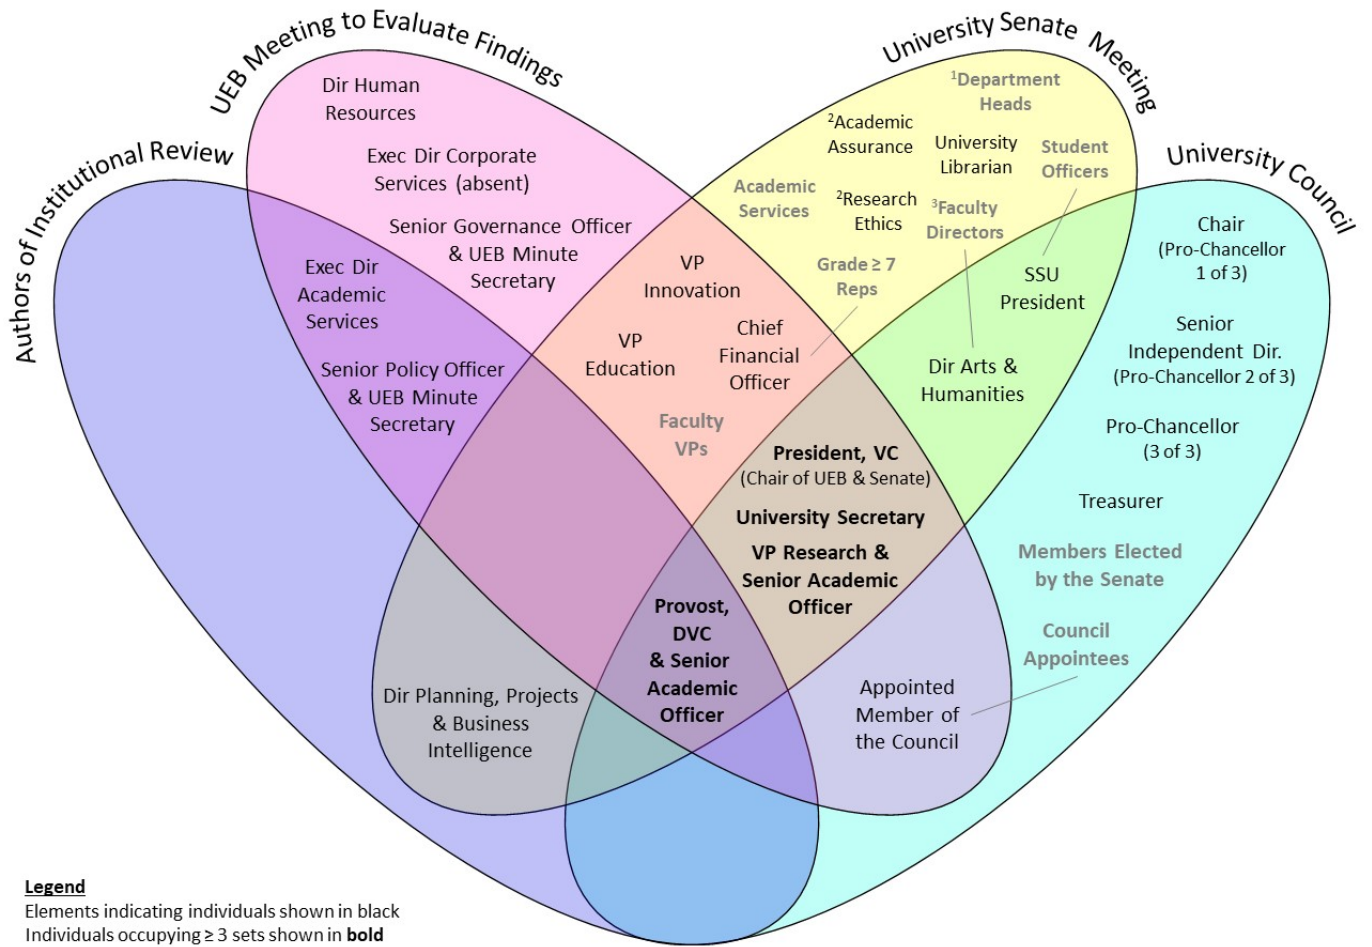 Authors of Institutional Review
UEB Meeting to Evaluate Findings
University Senate Meeting
University Council
Dir Human
Resources
Exec Dir Corporate
Services (absent)
Senior Governance Officer
& UEB Minute
Secretary
Exec Dir
Academic
Services
Senior Policy Officer
& UEB Minute
Secretary
¹Department
Heads
²Academic
Assurance
University
Librarian
Student
Officers
Academic
Services
²Research
Ethics
³Faculty
Directors
Grade ≥ 7
Reps
VP
Innovation
VP
Education
Chief
Financial
Officer
Faculty
VPs
SSU
President
Dir Arts &
Humanities
Chair
(Pro-Chancellor
1 of 3)
Senior
Independent Dir.
(Pro-Chancellor 2 of 3)
Pro-Chancellor
(3 of 3)
Treasurer
Members Elected
by the Senate
Council
Appointees
President, VC
(Chair of UEB & Senate)
University Secretary
VP Research &
Senior Academic
Officer
Provost,
DVC
& Senior
Academic
Officer
Dir Planning, Projects
& Business
Intelligence
Appointed
Member of
the Council
Legend
Elements indicating individuals shown in black
Individuals occupying ≥ 3 sets shown in bold